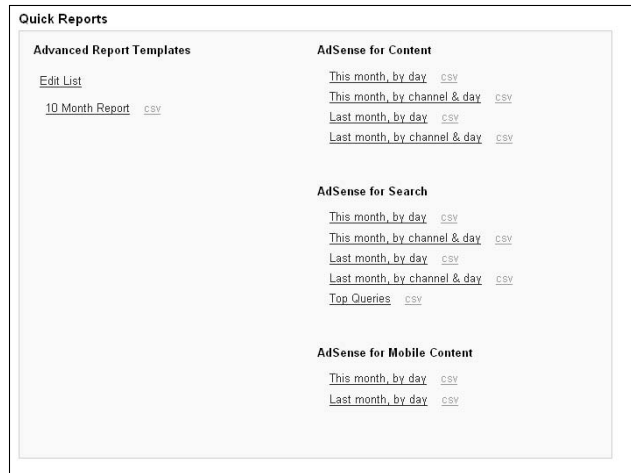 Quick Reports
Advanced Report Templates
Edit List
10 Month Report csv
AdSense for Content
This month, by day csv
This month, by channel & day csv
Last month, by day csv
Last month, by channel & day csv
AdSense for Search
This month, by day csv
This month, by channel & day csv
Last month, by day csv
Last month, by channel & day csv
Top Queries csv
AdSense for Mobile Content
This month, by day csv
Last month, by day csv